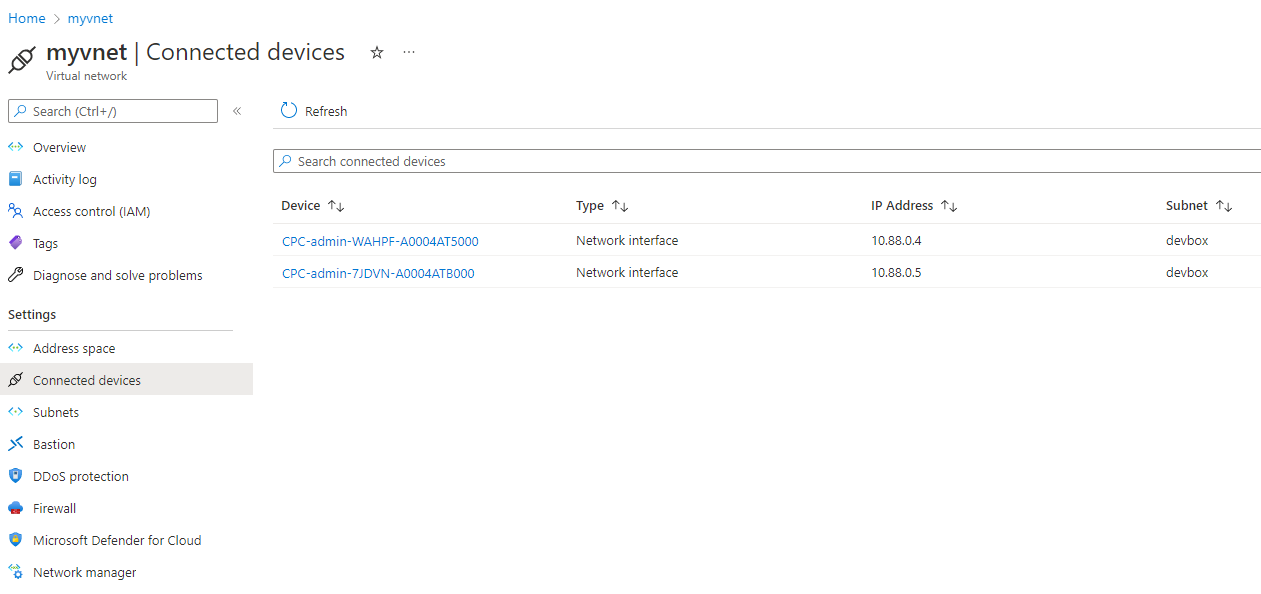 Home > myvnet
myvnet | Connected devices
Virtual network
Search (Ctrl+/)
Overview
Activity log
Access control (IAM)
Tags
Diagnose and solve problems
Settings
Address space
Connected devices
Subnets
Bastion
DDoS protection
Firewall
Microsoft Defender for Cloud
Network manager
Refresh
Search connected devices
Device Type IP Address Subnet
CPC-admin-WAHPF-A0004AT5000 Network interface 10.88.0.4 devbox
CPC-admin-7JDVN-A0004ATB000 Network interface 10.88.0.5 devbox